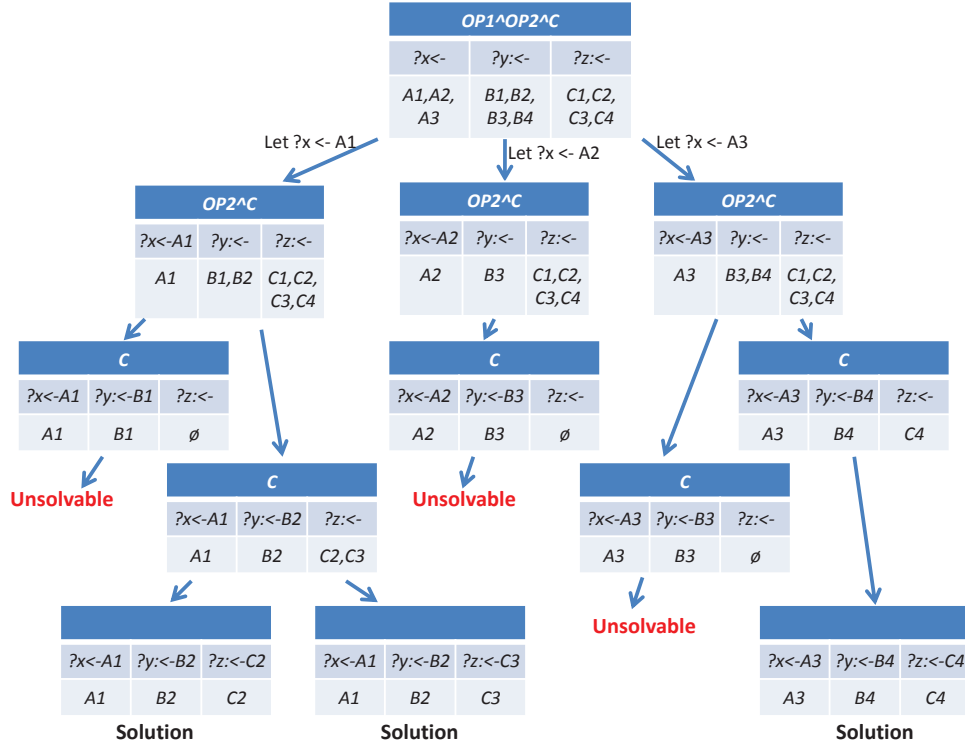 OP1^OP2^C
?x<- ?y:<- ?z:<-
A1,A2, B1,B2, C1,C2,
A3 B3,B4 C3,C4
Let ?x <- A1 Let ?x <- A2 Let ?x <- A3
OP2^C OP2^C OP2^C
?x<-A1 ?y:<- ?z:<- ?x<-A2 ?y:<- ?z:<- ?x<-A3 ?y:<- ?z:<-
A1 B1,B2 C1,C2, A2 B3 C1,C2, A3 B3,B4 C1,C2,
C3,C4 C3,C4 C3,C4
C C C
?x<-A1 ?y:<-B1 ?z:<- ?x<-A2 ?y:<-B3 ?z:<- ?x<-A3 ?y:<-B4 ?z:<-
A1 B1 ø A2 B3 ø A3 B4 C4
Unsolvable Unsolvable
C C
?x<-A1 ?y:<-B2 ?z:<- ?x<-A3 ?y:<-B3 ?z:<-
A1 B2 C2,C3 A3 B3 ø
Unsolvable
?x<-A1 ?y:<-B2 ?z:<-C2 ?x<-A1 ?y:<-B2 ?z:<-C3 ?x<-A3 ?y:<-B4 ?z:<-C4
A1 B2 C2 A1 B2 C3 A3 B4 C4
Solution Solution Solution